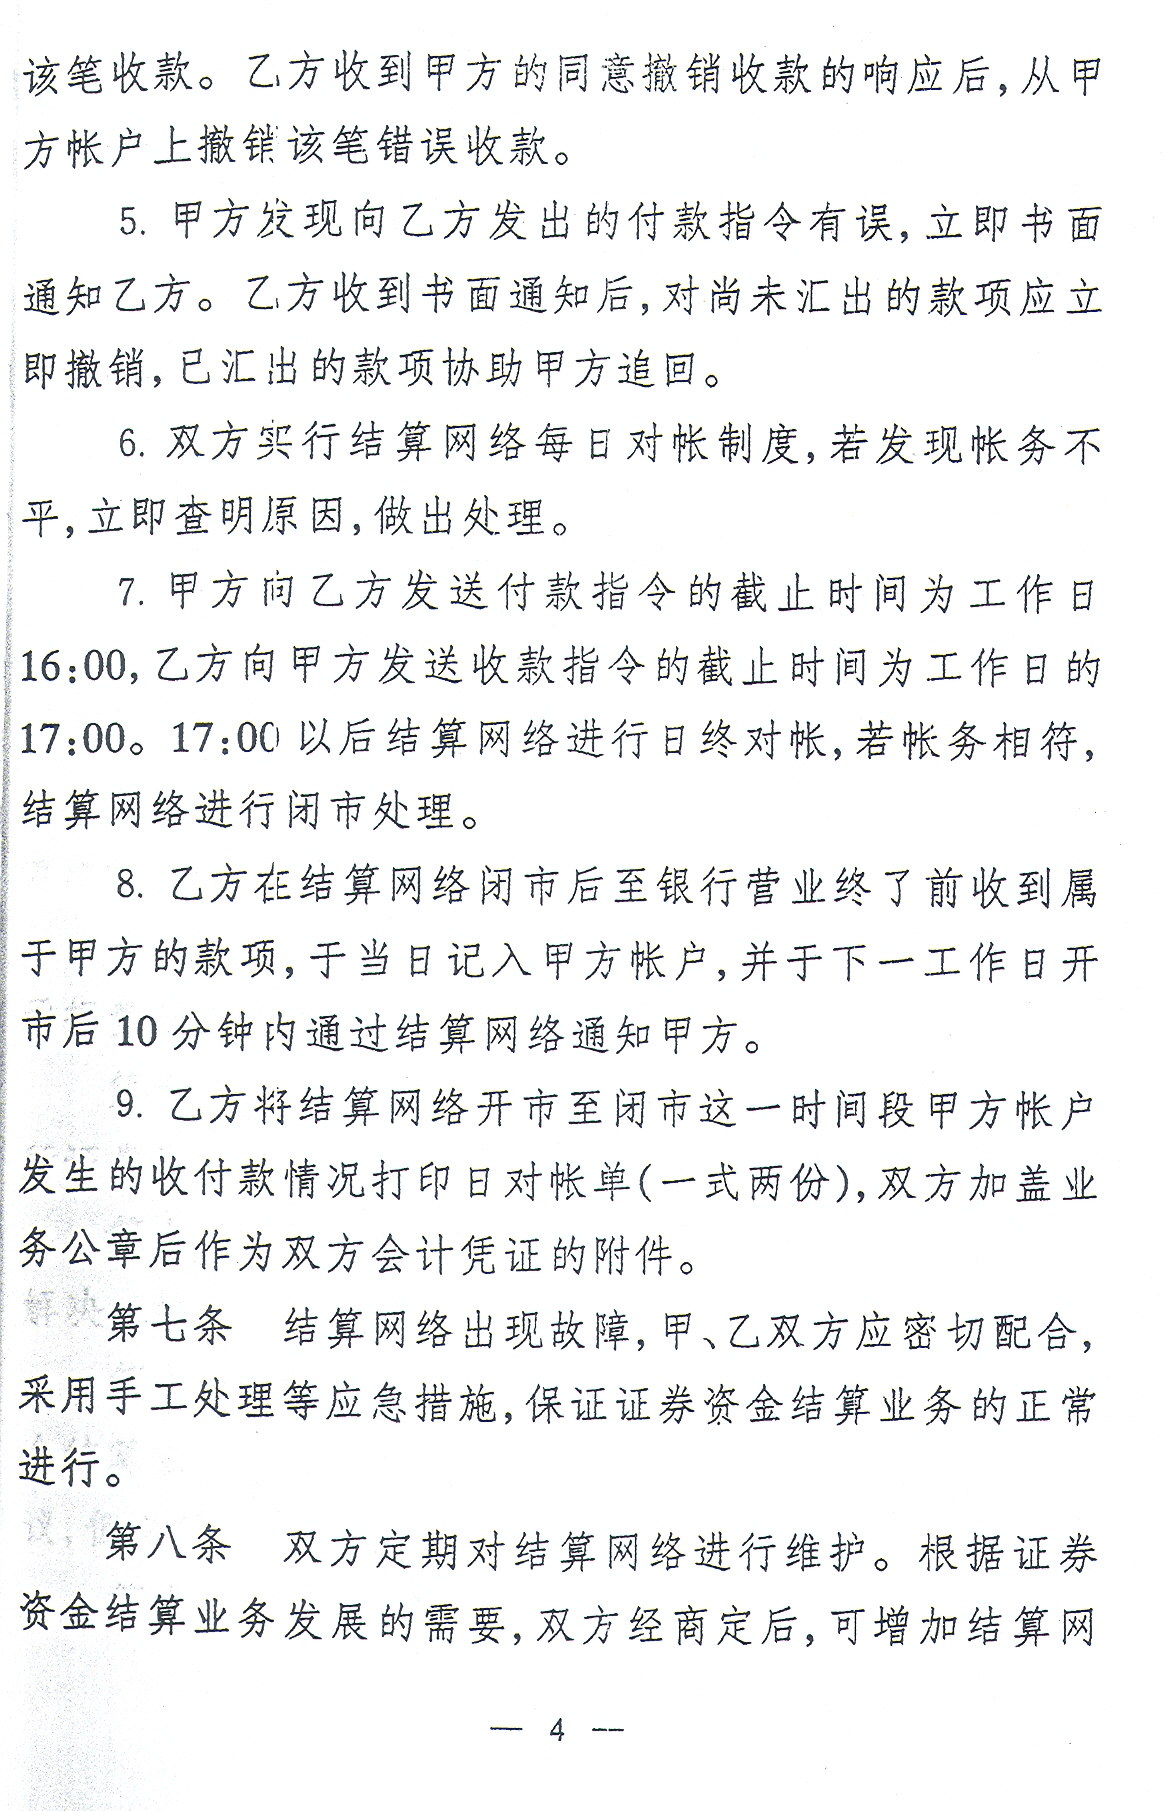 该笔收款。乙方收到甲方的同意撤销收款的响应后,从甲
方帐户上撤销该笔错误收款。
5. 甲方发现向乙方发出的付款指令有误,立即书面
通知乙方。乙方收到书面通知后,对尚未汇出的款项应立
即撤销,已汇出的款项协助甲方追回。
6. 双方实行结算网络每日对帐制度,若发现帐务不
平,立即查明原因,做出处理。
7. 甲方向乙方发送付款指令的截止时间为工作日
16:00,乙方向甲方发送收款指令的截止时间为工作日的
17:00。17:00 以后结算网络进行日终对帐,若帐务相符,
结算网络进行闭市处理。
8. 乙方在结算网络闭市后至银行营业终了前收到属
于甲方的款项,于当日记入甲方帐户,并于下一工作日开
市后 10 分钟内通过结算网络通知甲方。
9. 乙方将结算网络开市至闭市这一时间段甲方帐户
发生的收付款情况打印日对帐单(一式两份),双方加盖业
务公章后作为双方会计凭证的附件。
第七条　结算网络出现故障,甲、乙双方应密切配合,
采用手工处理等应急措施,保证证券资金结算业务的正常
进行。
第八条　双方定期对结算网络进行维护。根据证券
资金结算业务发展的需要,双方经商定后,可增加结算网
— 4 —